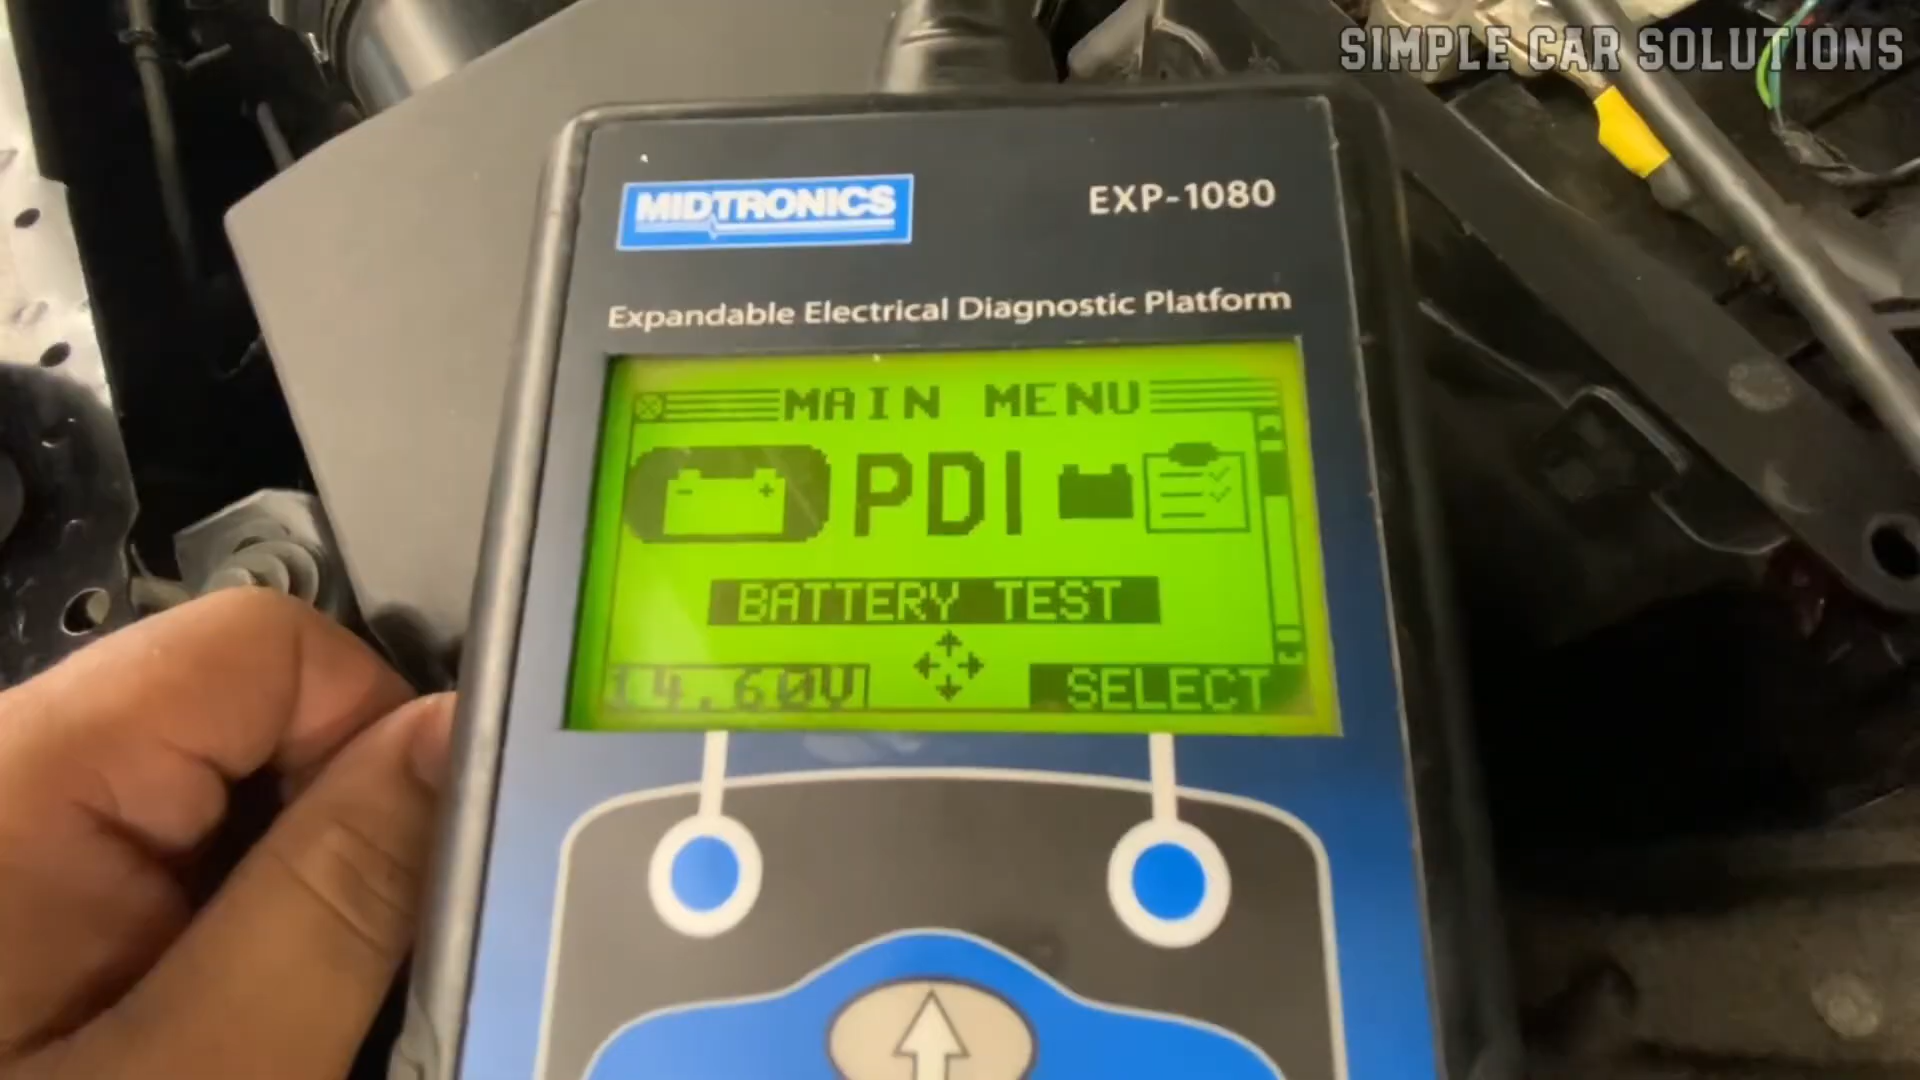 SIMPLE CAR SOLUTIONS
MIDTRONICS
EXP-1080
Expandable Electrical Diagnostic Platform
MAIN MENU
- +
PDI
BATTERY TEST
14.60V
SELECT